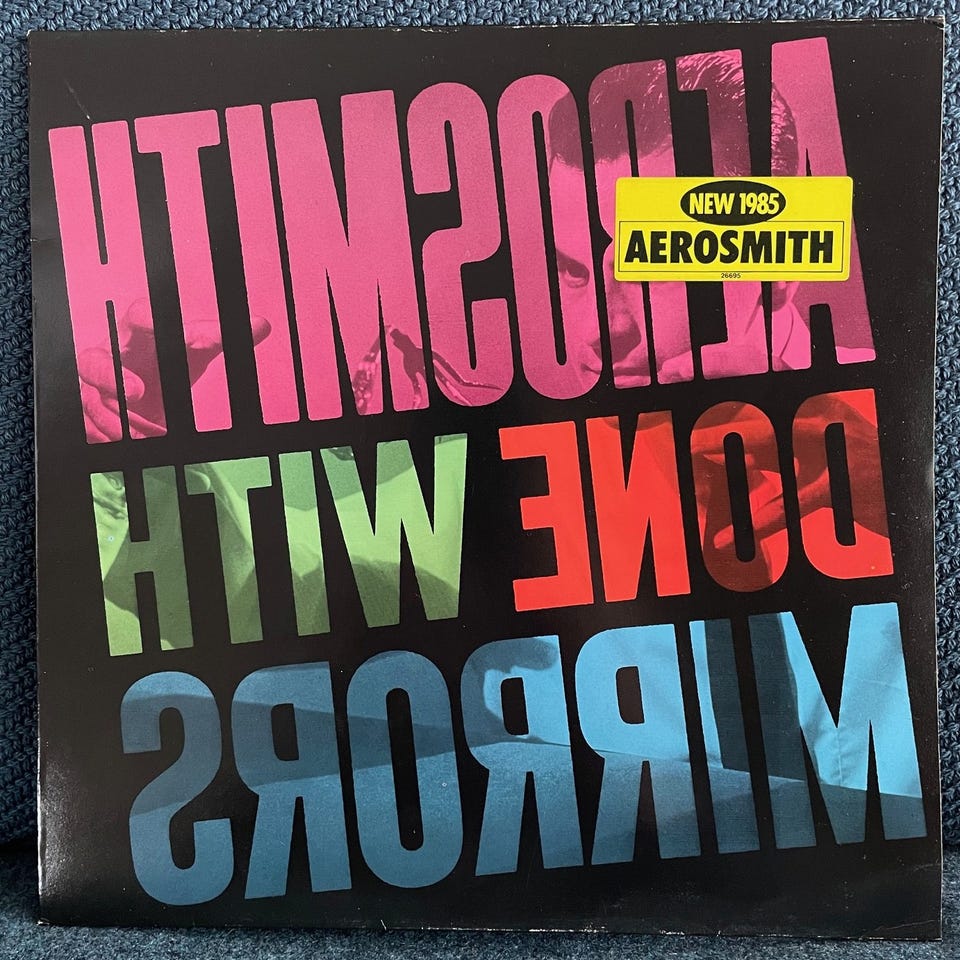 AEROSMITH
NEW 1985
AEROSMITH
26695
DONE WITH
MIRRORS